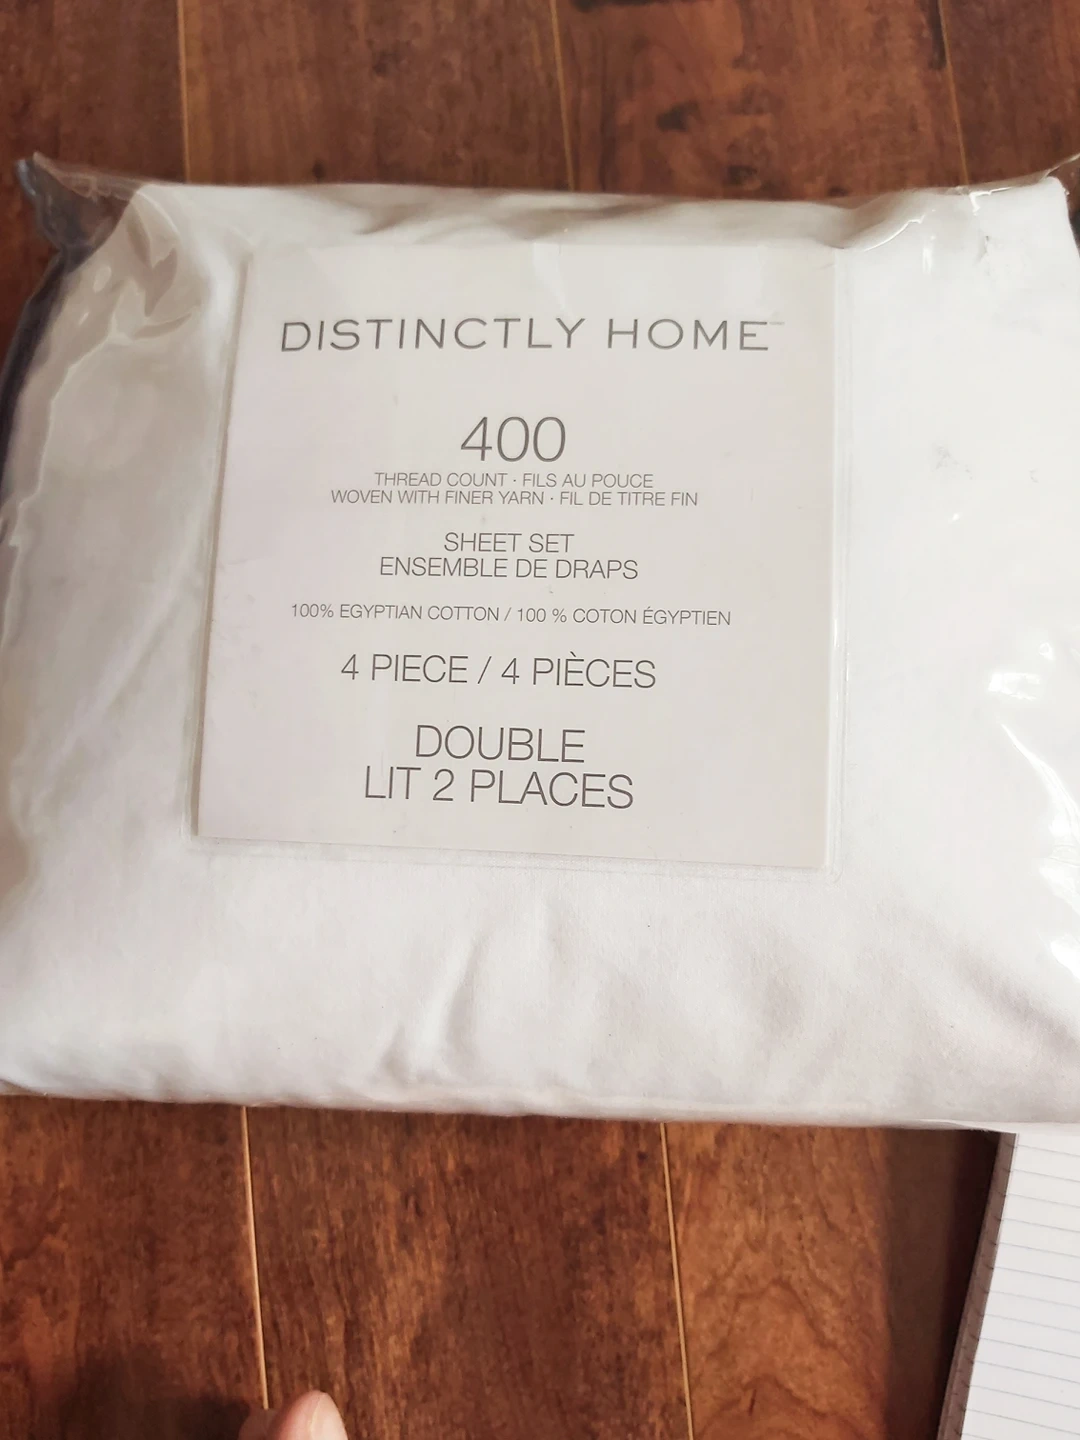 DISTINCTLY HOME™
400
THREAD COUNT · FILS AU POUCE
WOVEN WITH FINER YARN · FIL DE TITRE FIN
SHEET SET
ENSEMBLE DE DRAPS
100% EGYPTIAN COTTON / 100 % COTON ÉGYPTIEN
4 PIECE / 4 PIÈCES
DOUBLE
LIT 2 PLACES